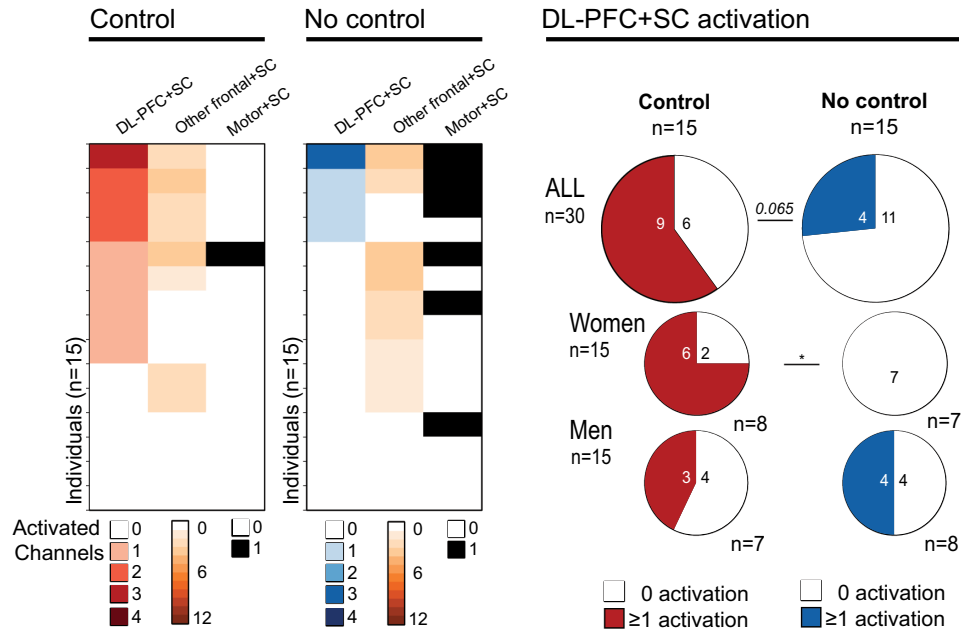 Control
No control
DL-PFC+SC activation
DL-PFC+SC
Other frontal+SC
Motor+SC
DL-PFC+SC
Other frontal+SC
Motor+SC
Individuals (n=15)
Individuals (n=15)
Activated
Channels
0
1
2
3
4
0
6
12
0
1
0
1
2
3
4
0
6
12
0
1
Control
n=15
No control
n=15
ALL
n=30
9
6
0.065
4
11
Women
n=15
6
2
n=8
*
7
n=7
Men
n=15
3
4
n=7
4
4
n=8
0 activation
≥1 activation
0 activation
≥1 activation